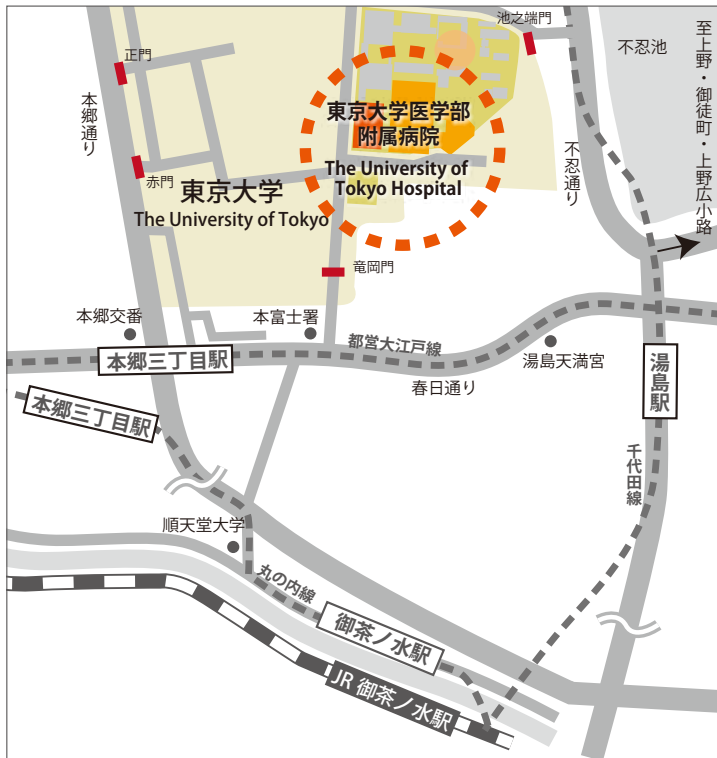 池之端門
正門
不忍池
至上野・御徒町・上野広小路
本郷通り
東京大学医学部
附属病院
The University of
Tokyo Hospital
不忍通り
赤門
東京大学
The University of Tokyo
竜岡門
本郷交番
本富士署
都営大江戸線
湯島天満宮
本郷三丁目駅
春日通り
湯島駅
本郷三丁目駅
千代田線
順天堂大学
丸の内線
御茶ノ水駅
JR 御茶ノ水駅